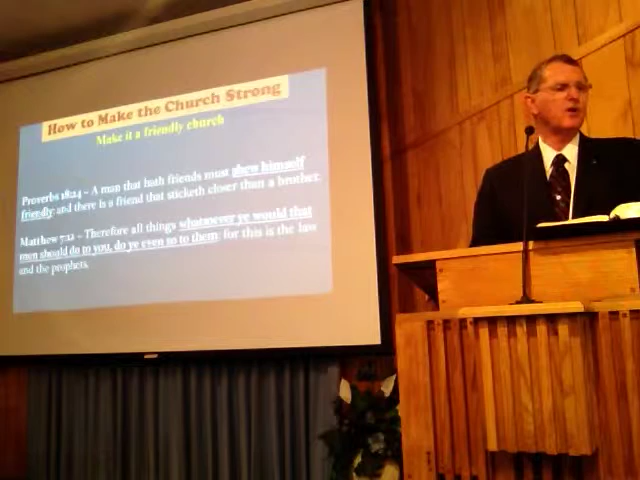 How to Make the Church Strong
Make it a friendly church
Proverbs 18:24 – A man that hath friends must shew himself
friendly: and there is a friend that sticketh closer than a brother.
Matthew 7:12 – Therefore all things whatsoever ye would that
men should do to you, do ye even so to them: for this is the law
and the prophets.